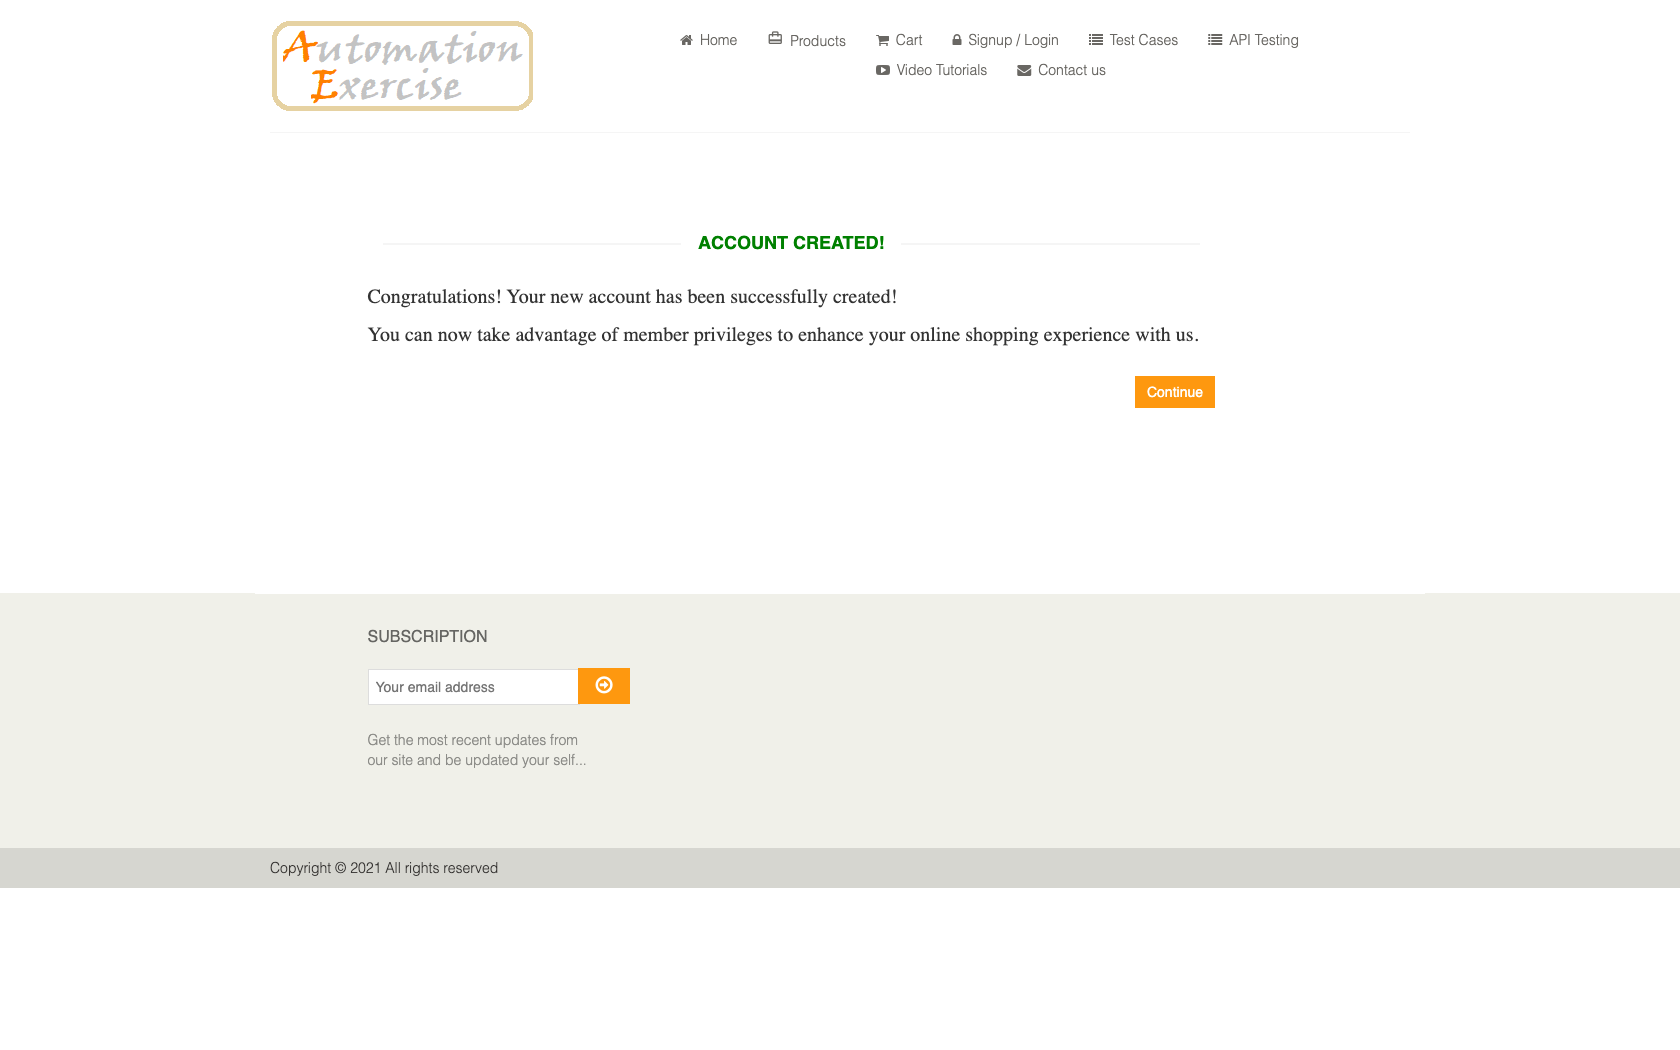 Automation
Exercise
Home
Products
Cart
Signup / Login
Test Cases
API Testing
Video Tutorials
Contact us
ACCOUNT CREATED!
Congratulations! Your new account has been successfully created!
You can now take advantage of member privileges to enhance your online shopping experience with us.
Continue
SUBSCRIPTION
Your email address
Get the most recent updates from
our site and be updated your self...
Copyright © 2021 All rights reserved